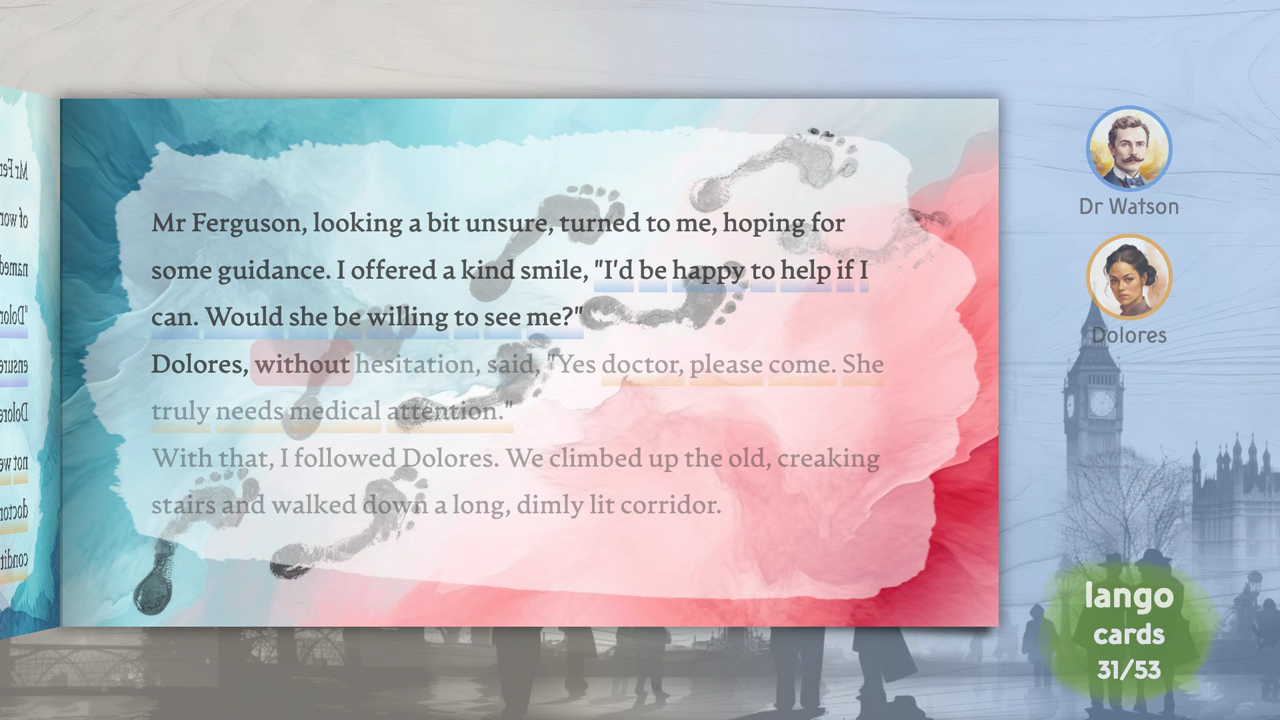 Mr Ferguson, looking a bit unsure, turned to me, hoping for
some guidance. I offered a kind smile, "I'd be happy to help if I
can. Would she be willing to see me?"
Dolores, without hesitation, said, "Yes doctor, please come. She
truly needs medical attention."
With that, I followed Dolores. We climbed up the old, creaking
stairs and walked down a long, dimly lit corridor.
Dr Watson
Dolores
lango
cards
31/53